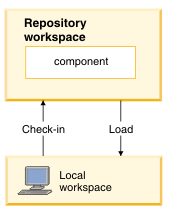 Repository
workspace
component
Check-in
Load
Local
workspace